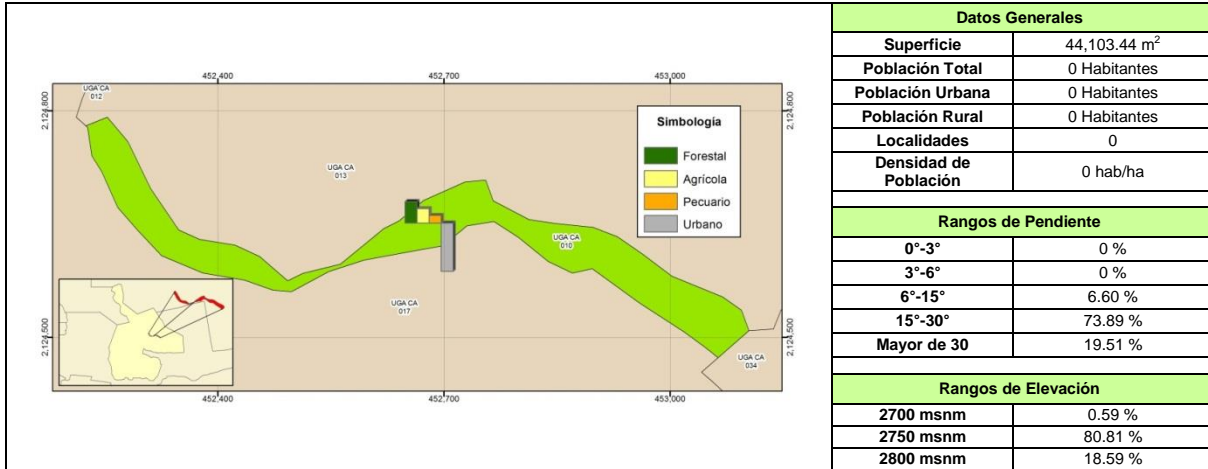 452,400 452,700 453,000
2,124,800 2,124,800
UGA CA
012
UGA CA
013
Simbología
Forestal
Agrícola
Pecuario
Urbano
UGA CA
010
UGA CA
017
2,124,500 2,124,500
UGA CA
034
452,400 452,700 453,000
Datos Generales
Superficie 44,103.44 m²
Población Total 0 Habitantes
Población Urbana 0 Habitantes
Población Rural 0 Habitantes
Localidades 0
Densidad de
Población 0 hab/ha
Rangos de Pendiente
0°-3° 0 %
3°-6° 0 %
6°-15° 6.60 %
15°-30° 73.89 %
Mayor de 30 19.51 %
Rangos de Elevación
2700 msnm 0.59 %
2750 msnm 80.81 %
2800 msnm 18.59 %